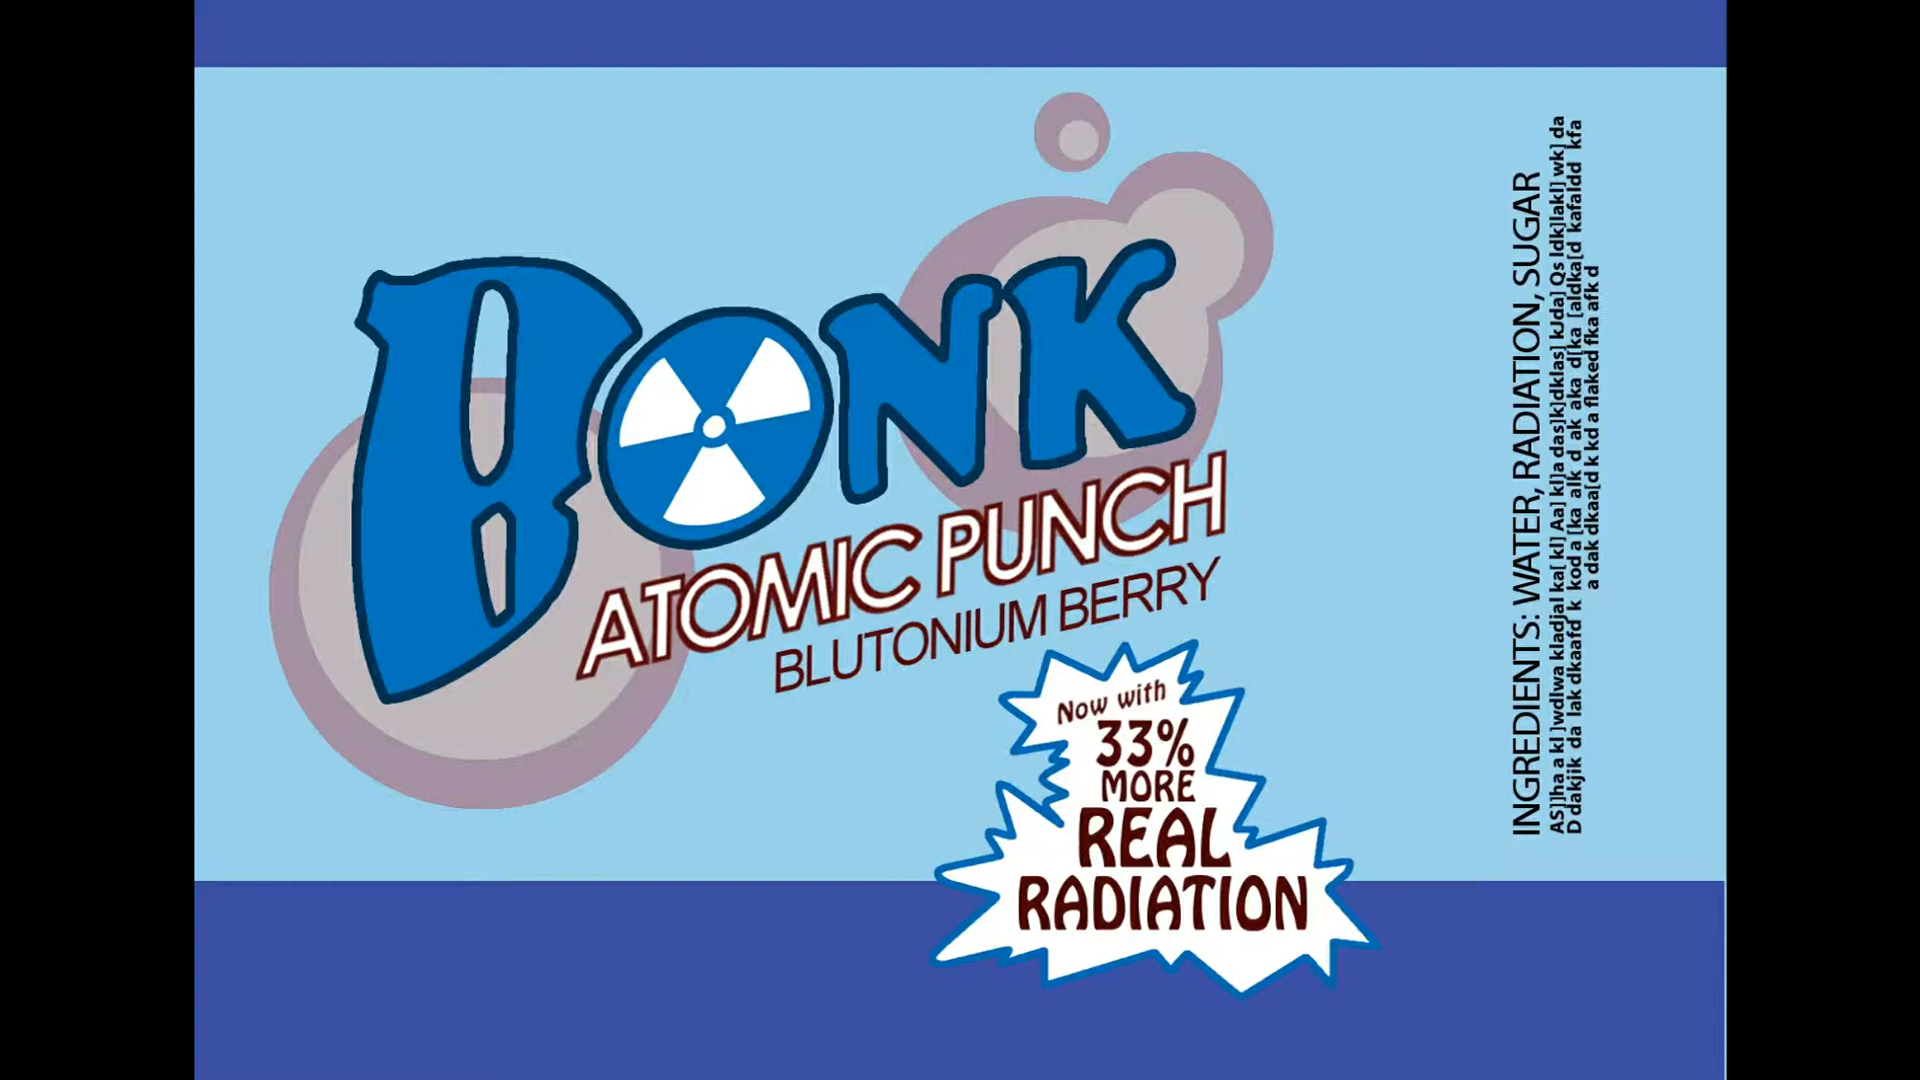 BONK
ATOMIC PUNCH
BLUTONIUM BERRY
Now with
33%
MORE
REAL
RADIATION
INGREDIENTS: WATER, RADIATION, SUGAR